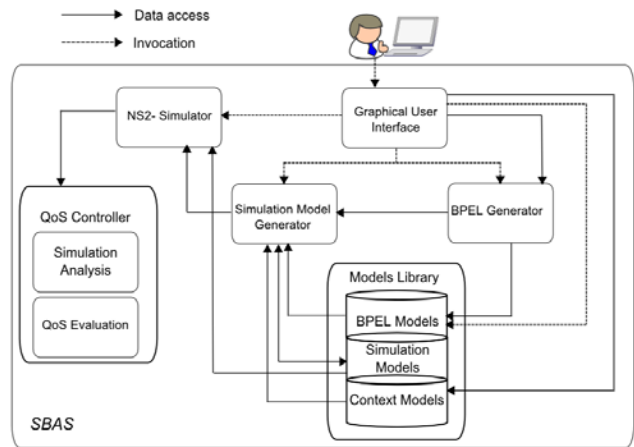 Data access
Invocation
NS2- Simulator
Graphical User
Interface
QoS Controller
Simulation
Analysis
QoS Evaluation
Simulation Model
Generator
BPEL Generator
Models Library
BPEL Models
Simulation
Models
Context Models
SBAS